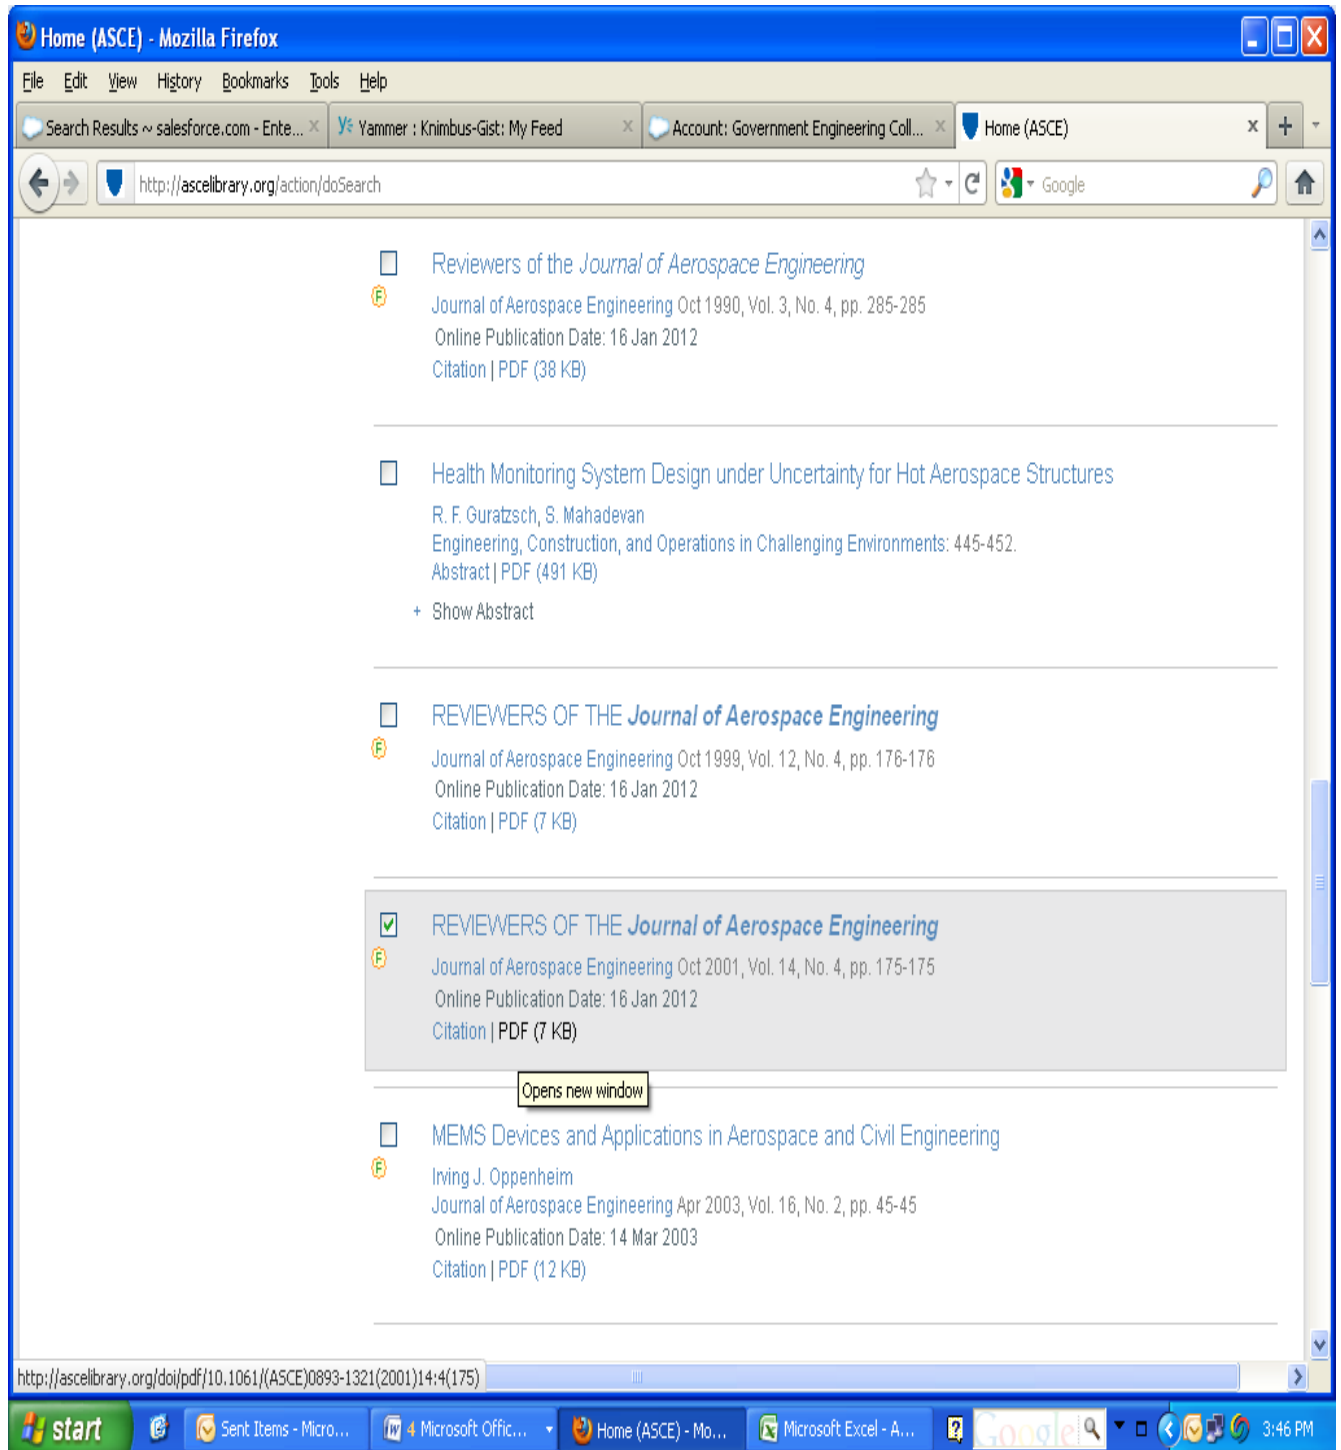 Home (ASCE) - Mozilla Firefox
File Edit View History Bookmarks Tools Help
Search Results ~ salesforce.com - Ente... Yammer : Knimbus-Gist: My Feed Account: Government Engineering Coll... Home (ASCE)
http://ascelibrary.org/action/doSearch Google
Reviewers of the Journal of Aerospace Engineering
F
Journal of Aerospace Engineering Oct 1990, Vol. 3, No. 4, pp. 285-285
Online Publication Date: 16 Jan 2012
Citation | PDF (38 KB)
Health Monitoring System Design under Uncertainty for Hot Aerospace Structures
R. F. Guratzsch, S. Mahadevan
Engineering, Construction, and Operations in Challenging Environments: 445-452.
Abstract | PDF (491 KB)
+ Show Abstract
REVIEWERS OF THE Journal of Aerospace Engineering
F
Journal of Aerospace Engineering Oct 1999, Vol. 12, No. 4, pp. 176-176
Online Publication Date: 16 Jan 2012
Citation | PDF (7 KB)
REVIEWERS OF THE Journal of Aerospace Engineering
F
Journal of Aerospace Engineering Oct 2001, Vol. 14, No. 4, pp. 175-175
Online Publication Date: 16 Jan 2012
Citation | PDF (7 KB)
Opens new window
MEMS Devices and Applications in Aerospace and Civil Engineering
F
Irving J. Oppenheim
Journal of Aerospace Engineering Apr 2003, Vol. 16, No. 2, pp. 45-45
Online Publication Date: 14 Mar 2003
Citation | PDF (12 KB)
http://ascelibrary.org/doi/pdf/10.1061/(ASCE)0893-1321(2001)14:4(175)
start Sent Items - Micro... 4 Microsoft Offic... Home (ASCE) - Mo... Microsoft Excel - A... Google 3:46 PM